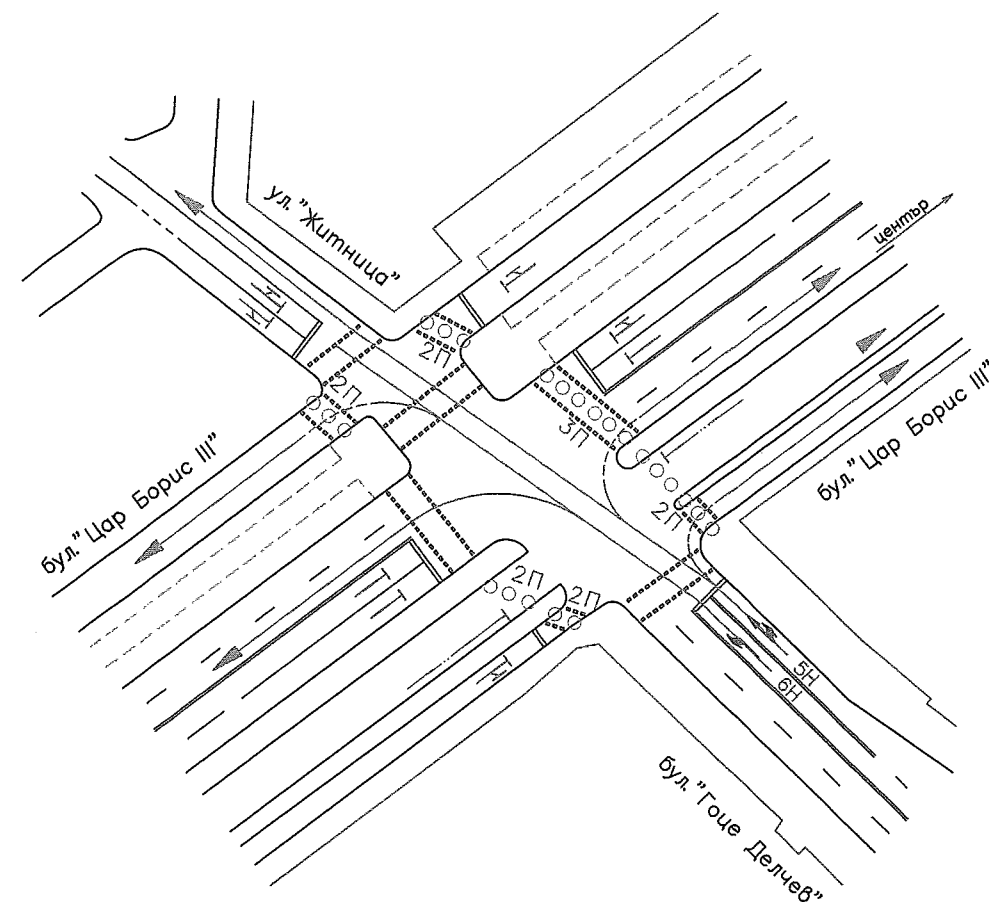 ул. "Житница"
център
2П
2П
3П
бул. "Цар Борис III"
бул. "Цар Борис III"
2П
2П
2П
5Н
6Н
бул. "Гоце Делчев"